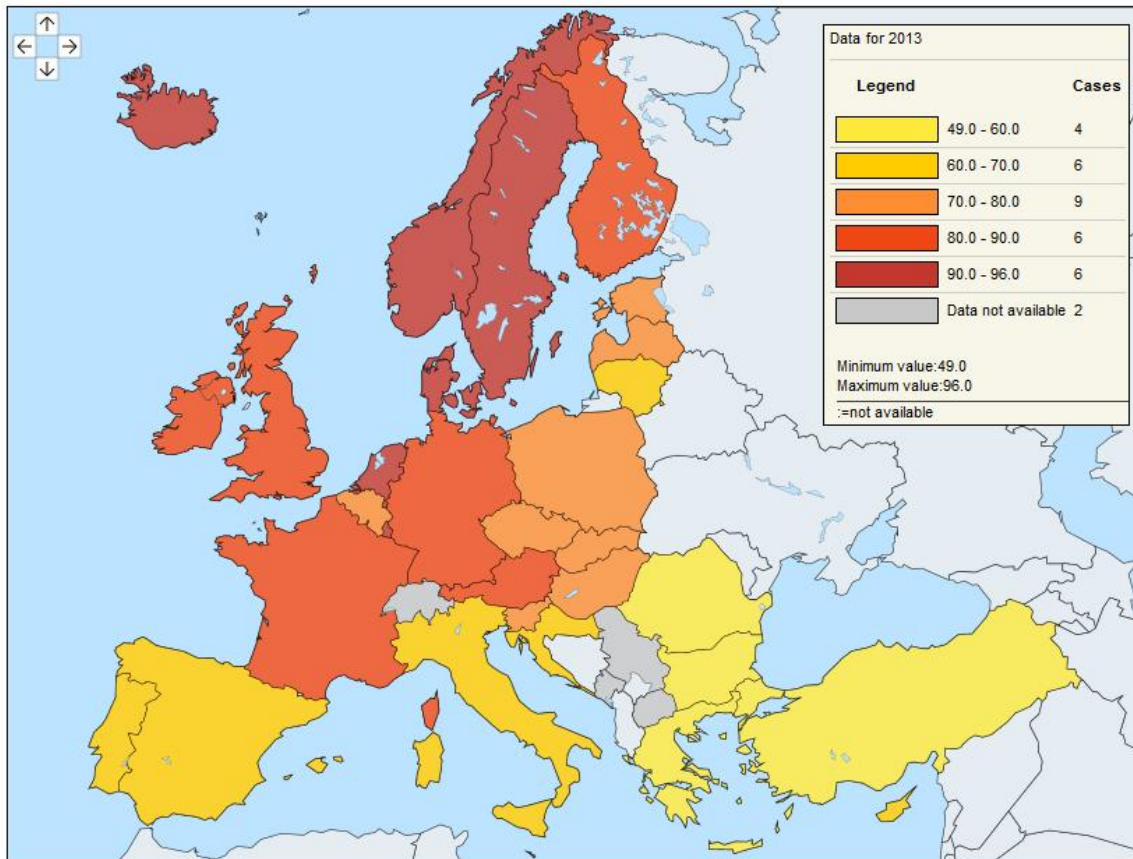 Data for 2013
Legend Cases
49.0 - 60.0 4
60.0 - 70.0 6
70.0 - 80.0 9
80.0 - 90.0 6
90.0 - 96.0 6
Data not available 2
Minimum value:49.0
Maximum value:96.0
:=not available